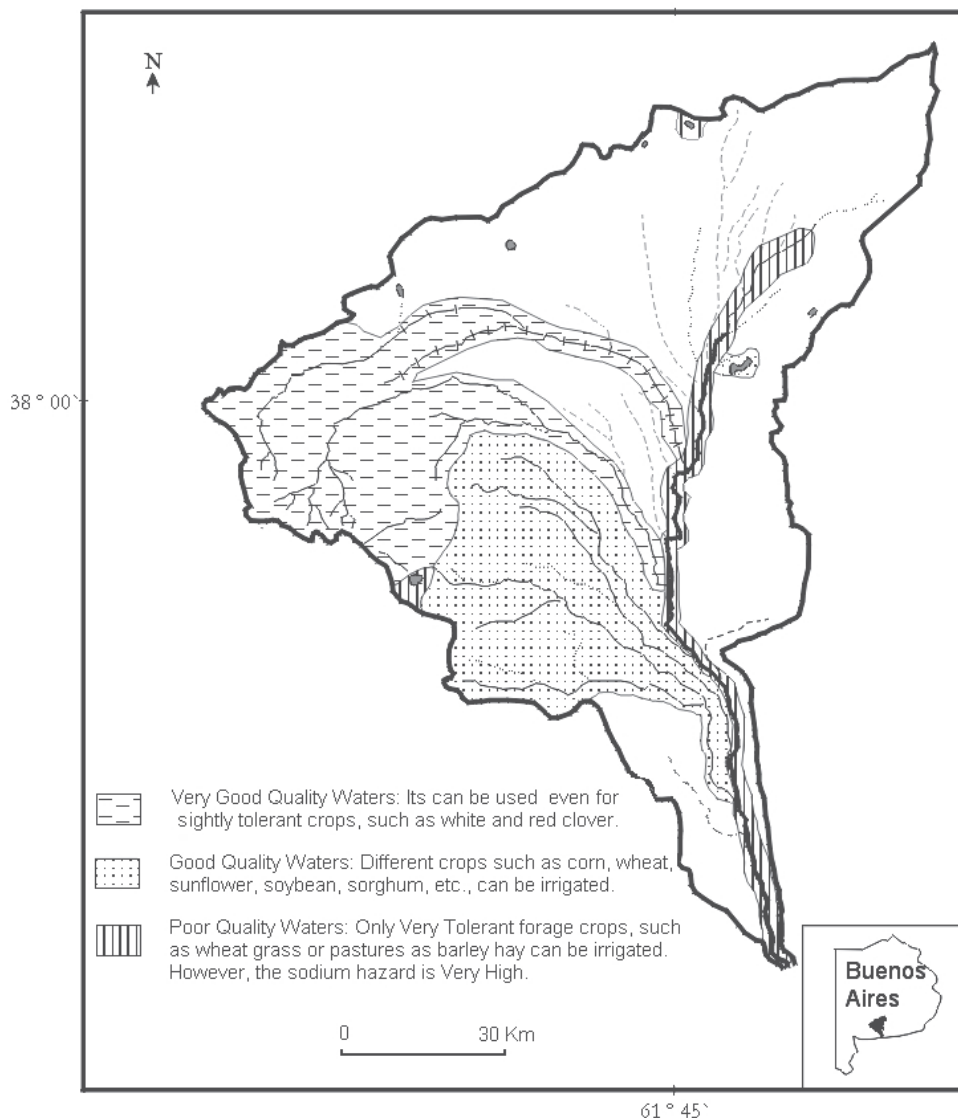 N
38 ° 00`
Very Good Quality Waters: Its can be used even for
sightly tolerant crops, such as white and red clover.
Good Quality Waters: Different crops such as corn, wheat,
sunflower, soybean, sorghum, etc., can be irrigated.
Poor Quality Waters: Only Very Tolerant forage crops, such
as wheat grass or pastures as barley hay can be irrigated.
However, the sodium hazard is Very High.
0 30 Km
Buenos
Aires
61 ° 45`